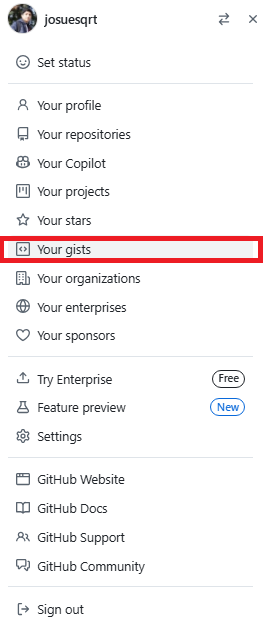 josuesqrt
Set status
Your profile
Your repositories
Your Copilot
Your projects
Your stars
Your gists
Your organizations
Your enterprises
Your sponsors
Try Enterprise Free
Feature preview New
Settings
GitHub Website
GitHub Docs
GitHub Support
GitHub Community
Sign out